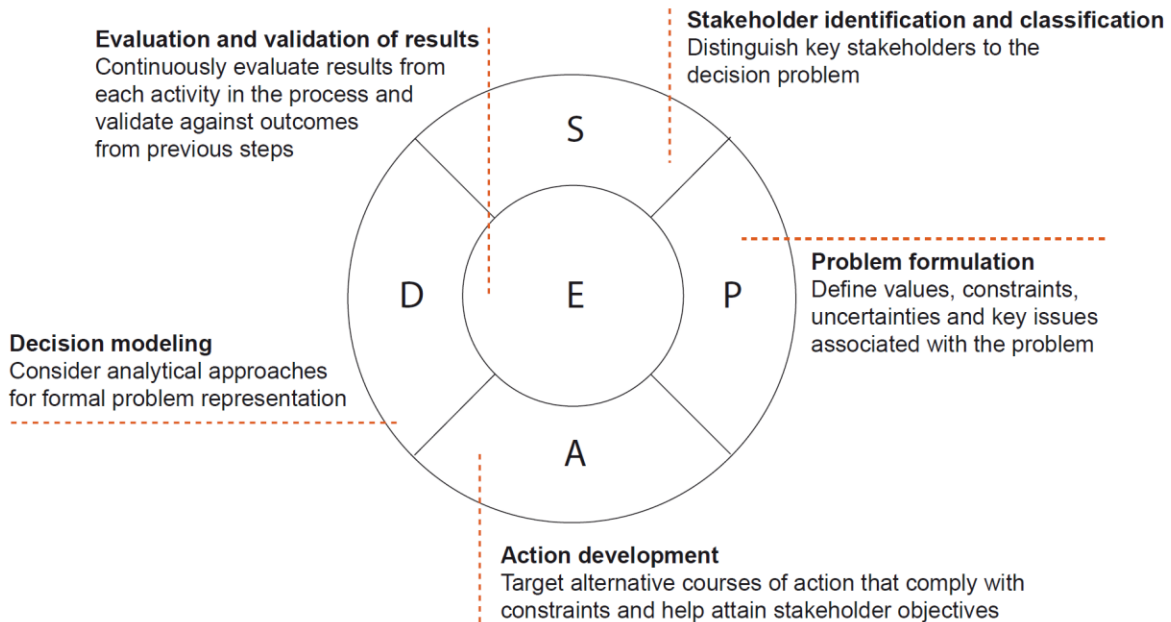 Evaluation and validation of results
Continuously evaluate results from
each activity in the process and
validate against outcomes
from previous steps
Stakeholder identification and classification
Distinguish key stakeholders to the
decision problem
S
D
E
P
A
Problem formulation
Define values, constraints,
uncertainties and key issues
associated with the problem
Decision modeling
Consider analytical approaches
for formal problem representation
Action development
Target alternative courses of action that comply with
constraints and help attain stakeholder objectives